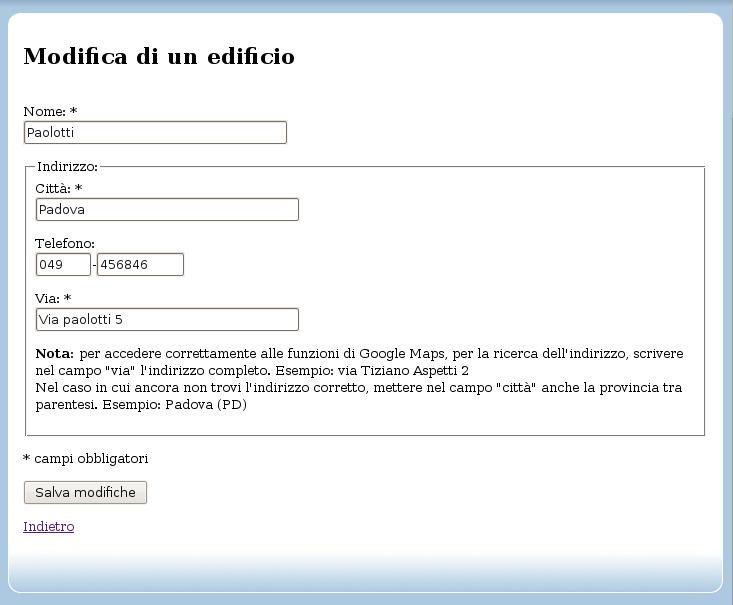 Modifica di un edificio
Nome: *
Paolotti
Indirizzo:
Città: *
Padova
Telefono:
049 - 456846
Via: *
Via paolotti 5
Nota: per accedere correttamente alle funzioni di Google Maps, per la ricerca dell'indirizzo, scrivere
nel campo "via" l'indirizzo completo. Esempio: via Tiziano Aspetti 2
Nel caso in cui ancora non trovi l'indirizzo corretto, mettere nel campo "città" anche la provincia tra
parentesi. Esempio: Padova (PD)
* campi obbligatori
Salva modifiche
Indietro